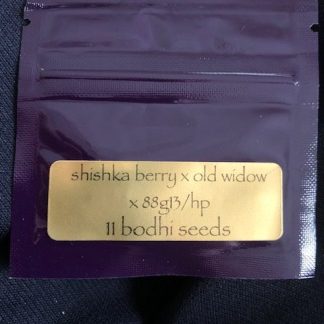 shishka berry x old widow
x 88g13/hp
11 bodhi seeds